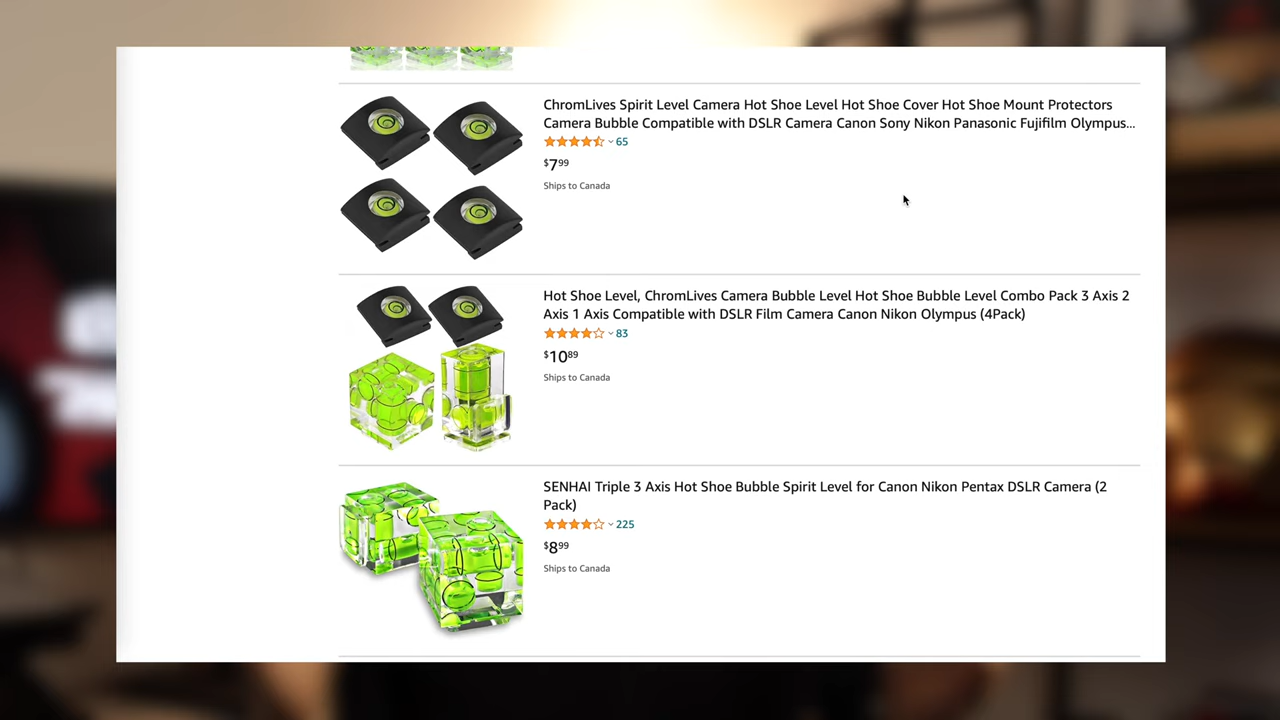 ChromLives Spirit Level Camera Hot Shoe Level Hot Shoe Cover Hot Shoe Mount Protectors
Camera Bubble Compatible with DSLR Camera Canon Sony Nikon Panasonic Fujifilm Olympus...
65
$7.99
Ships to Canada
Hot Shoe Level, ChromLives Camera Bubble Level Hot Shoe Bubble Level Combo Pack 3 Axis 2
Axis 1 Axis Compatible with DSLR Film Camera Canon Nikon Olympus (4Pack)
83
$10.89
Ships to Canada
SENHAI Triple 3 Axis Hot Shoe Bubble Spirit Level for Canon Nikon Pentax DSLR Camera (2
Pack)
225
$8.99
Ships to Canada